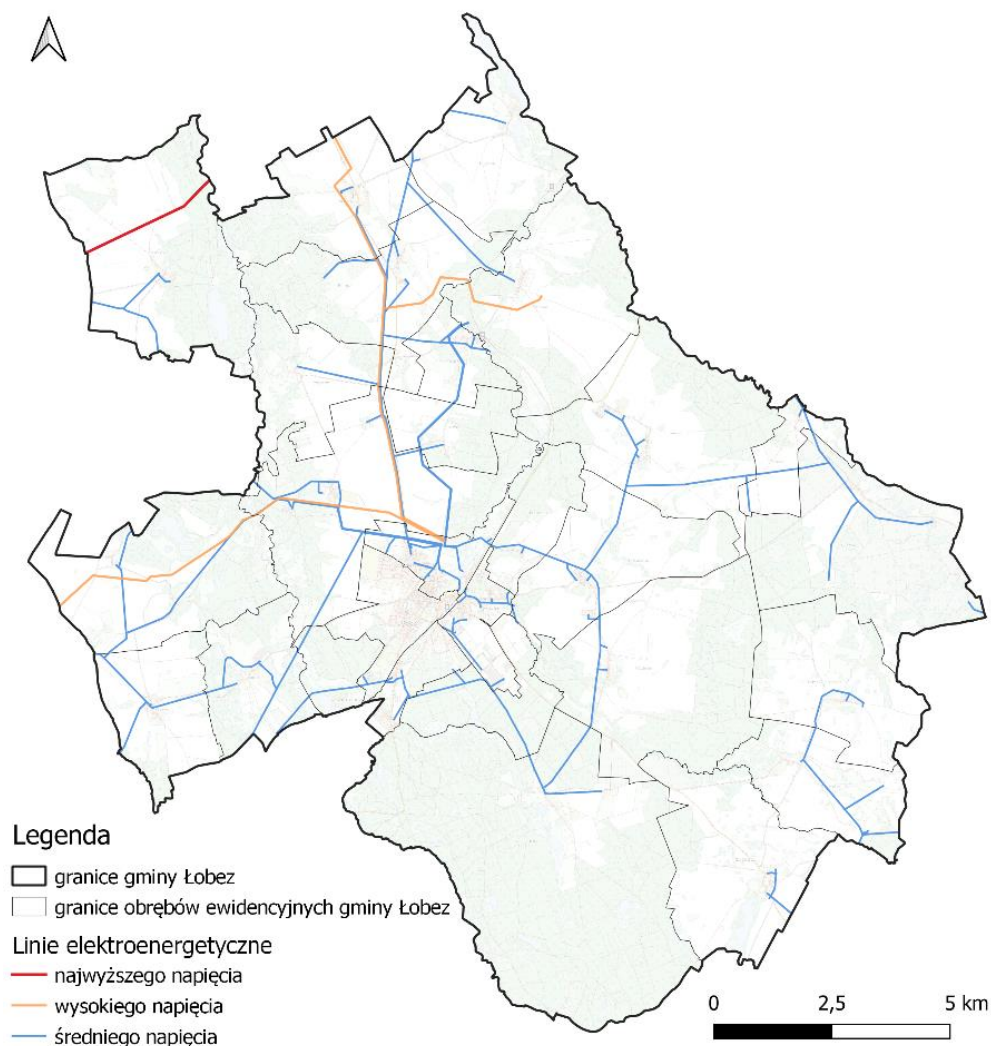 Legenda
granice gminy Łobez
granice obrębów ewidencyjnych gminy Łobez
Linie elektroenergetyczne
najwyższego napięcia
wysokiego napięcia
średniego napięcia
0 2,5 5 km